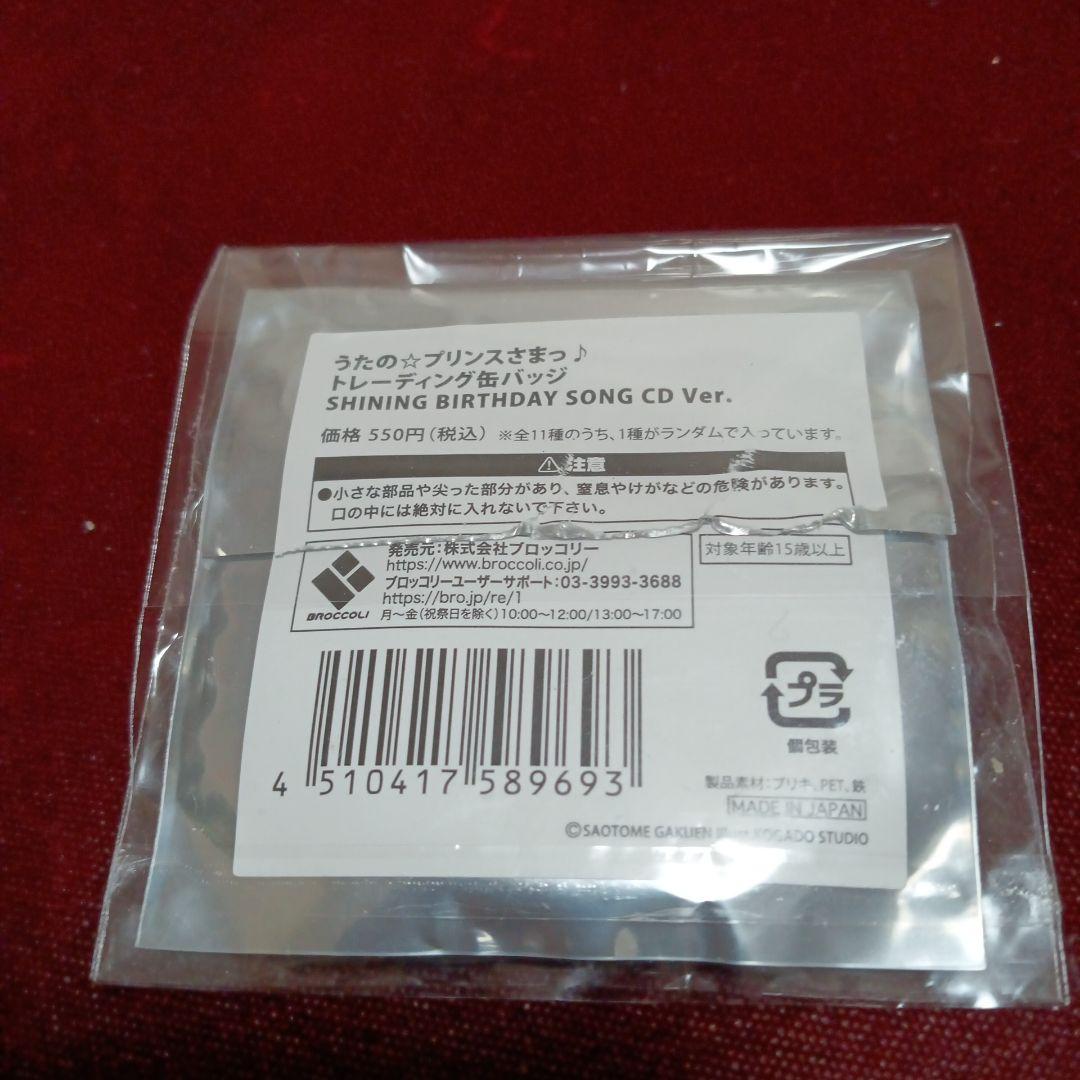 うたの☆プリンスさまっ♪
トレーディング缶バッジ
SHINING BIRTHDAY SONG CD Ver.
価格 550円(税込) ※全11種のうち、1種がランダムで入っています。
⚠注意
●小さな部品や尖った部分があり、窒息やけがなどの危険があります。
口の中には絶対に入れないで下さい。
BROCCOLI
発売元:株式会社ブロッコリー
https://www.broccoli.co.jp/
ブロッコリーユーザーサポート:03-3993-3688
https://bro.jp/re/1
月〜金(祝祭日を除く)10:00〜12:00/13:00〜17:00
対象年齢15歳以上
4 510417 589693
プラ
個包装
製品素材:ブリキ、PET、鉄
MADE IN JAPAN
©SAOTOME GAKUEN KOGADO STUDIO